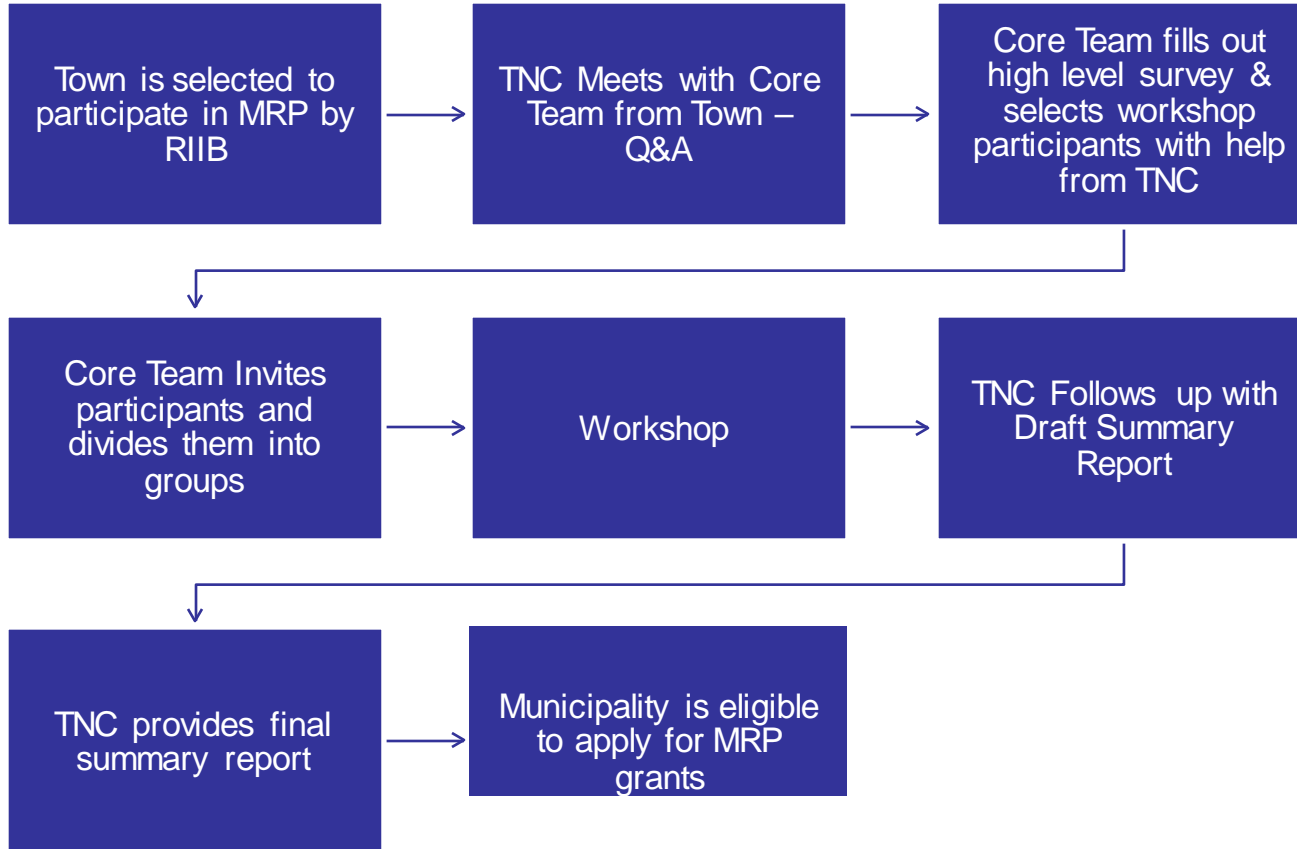 Town is selected to
participate in MRP by
RIIB
TNC Meets with Core
Team from Town –
Q&A
Core Team fills out
high level survey &
selects workshop
participants with help
from TNC
Core Team Invites
participants and
divides them into
groups
Workshop
TNC Follows up with
Draft Summary
Report
TNC provides final
summary report
Municipality is eligible
to apply for MRP
grants